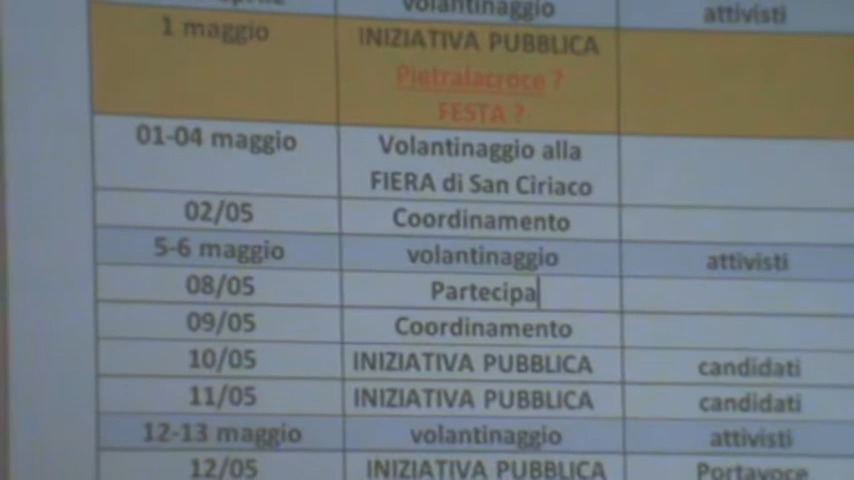 volantinaggio attivisti
1 maggio INIZIATIVA PUBBLICA
Pietralacroce ?
FESTA ?
01-04 maggio Volantinaggio alla
FIERA di San Ciriaco
02/05 Coordinamento
5-6 maggio volantinaggio attivisti
08/05 Partecipa
09/05 Coordinamento
10/05 INIZIATIVA PUBBLICA candidati
11/05 INIZIATIVA PUBBLICA candidati
12-13 maggio volantinaggio attivisti
12/05 INIZIATIVA PUBBLICA Portavoce